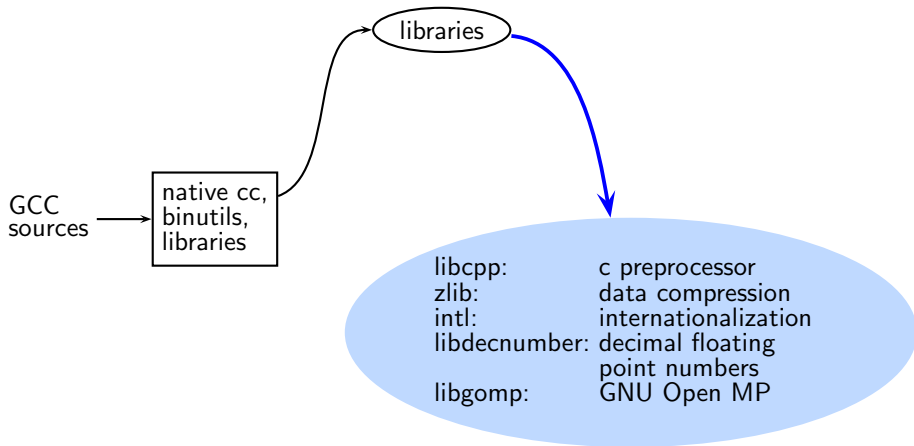 libraries
GCC
sources
native cc,
binutils,
libraries
libcpp: c preprocessor
zlib: data compression
intl: internationalization
libdecnumber: decimal floating
point numbers
libgomp: GNU Open MP